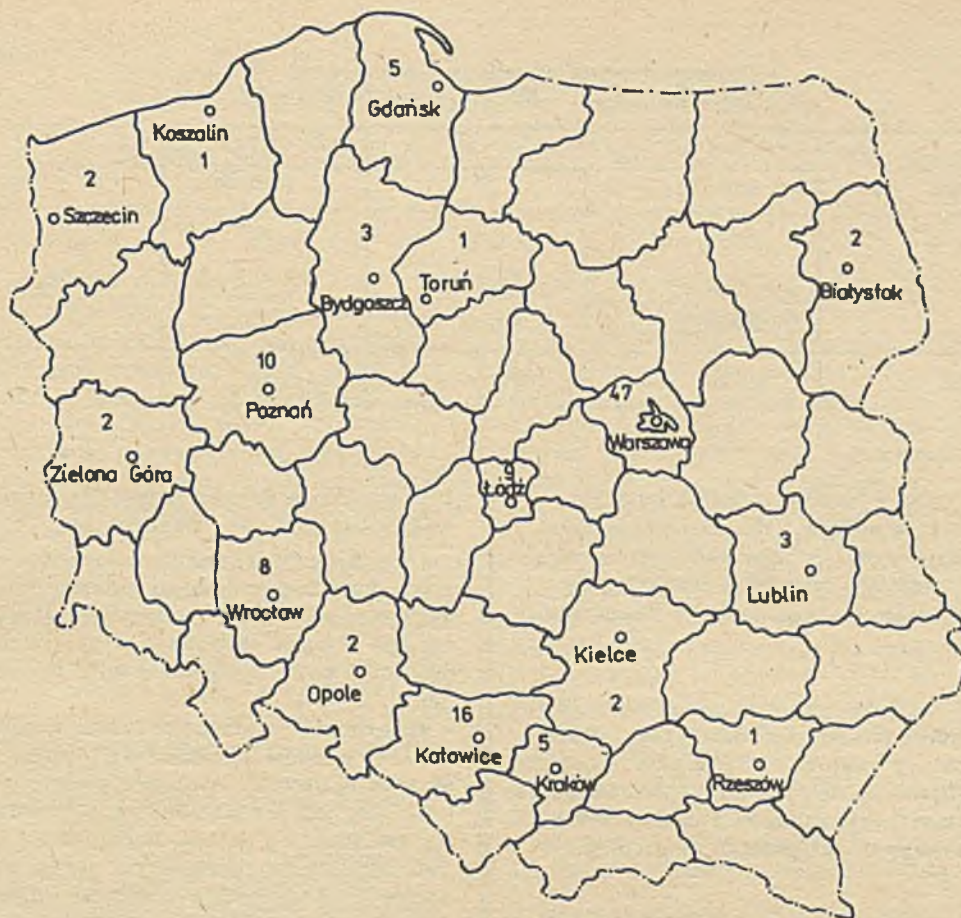 5
Gdańsk
Koszalin
1
2
Szczecin
3
Bydgoszcz
1
Toruń
2
Białystok
10
Poznań
47
Warszawa
2
Zielona Góra
9
Łódź
8
Wrocław
3
Lublin
2
Opole
Kielce
2
16
Katowice
5
Kraków
1
Rzeszów